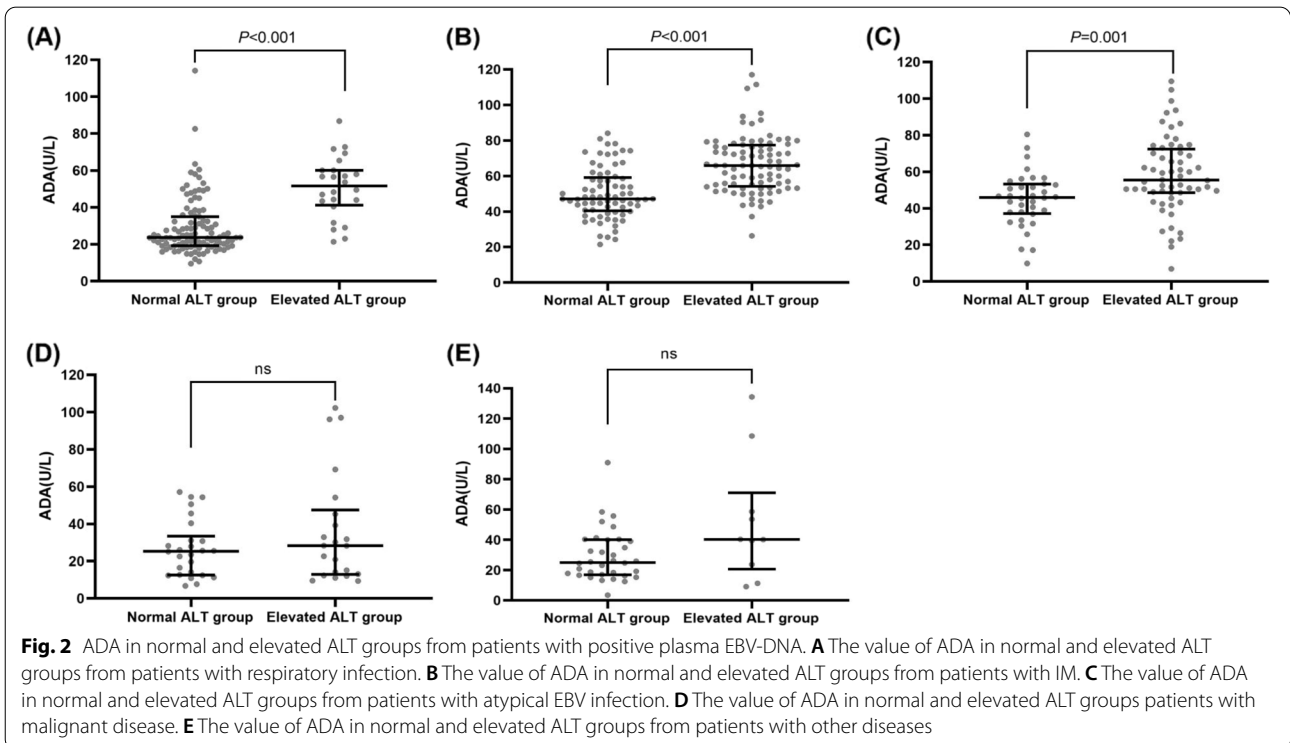 (A)
P<0.001
ADA(U/L)
120
100
80
60
40
20
0
Normal ALT group
Elevated ALT group
(B)
P<0.001
ADA(U/L)
120
100
80
60
40
20
0
Normal ALT group
Elevated ALT group
(C)
P=0.001
ADA(U/L)
120
100
80
60
40
20
0
Normal ALT group
Elevated ALT group
(D)
ns
ADA(U/L)
120
100
80
60
40
20
0
Normal ALT group
Elevated ALT group
(E)
ns
ADA(U/L)
140
120
100
80
60
40
20
0
Normal ALT group
Elevated ALT group
Fig. 2 ADA in normal and elevated ALT groups from patients with positive plasma EBV-DNA. A The value of ADA in normal and elevated ALT
groups from patients with respiratory infection. B The value of ADA in normal and elevated ALT groups from patients with IM. C The value of ADA
in normal and elevated ALT groups from patients with atypical EBV infection. D The value of ADA in normal and elevated ALT groups patients with
malignant disease. E The value of ADA in normal and elevated ALT groups from patients with other diseases